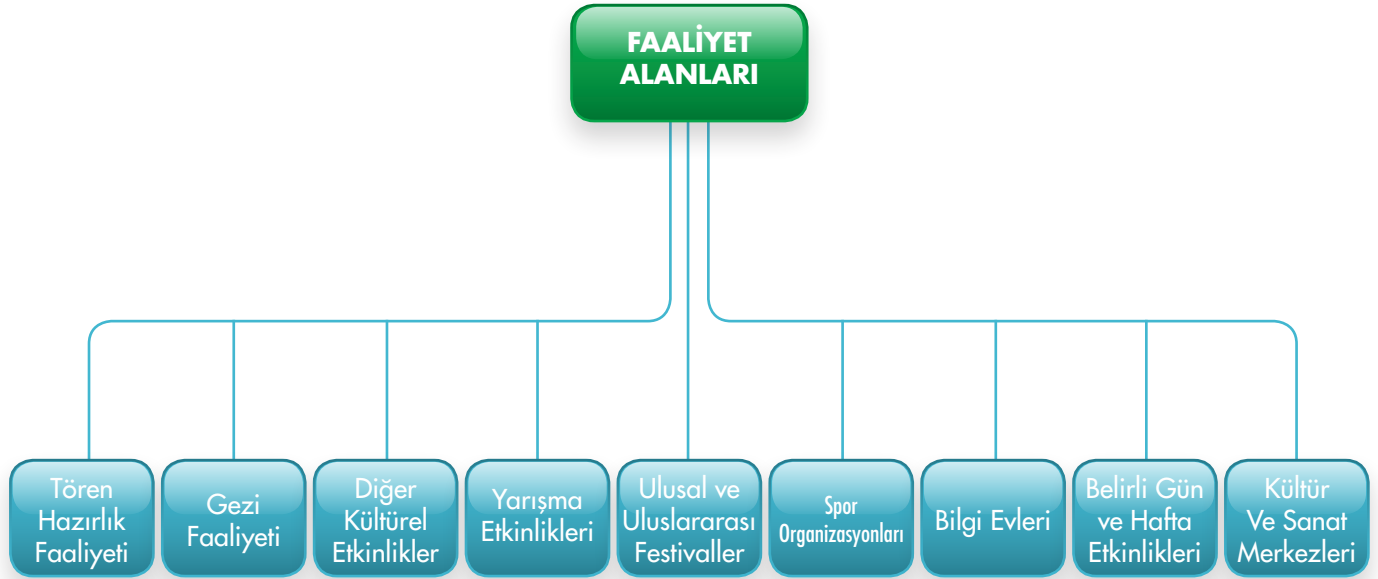 FAALİYET
ALANLARI
Tören
Hazırlık
Faaliyeti
Gezi
Faaliyeti
Diğer
Kültürel
Etkinlikler
Yarışma
Etkinlikleri
Ulusal ve
Uluslararası
Festivaller
Spor
Organizasyonları
Bilgi Evleri
Belirli Gün
ve Hafta
Etkinlikleri
Kültür
Ve Sanat
Merkezleri